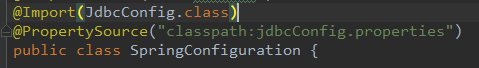 @Import(JdbcConfig.class)
@PropertySource("classpath:jdbcConfig.properties")
public class SpringConfiguration {